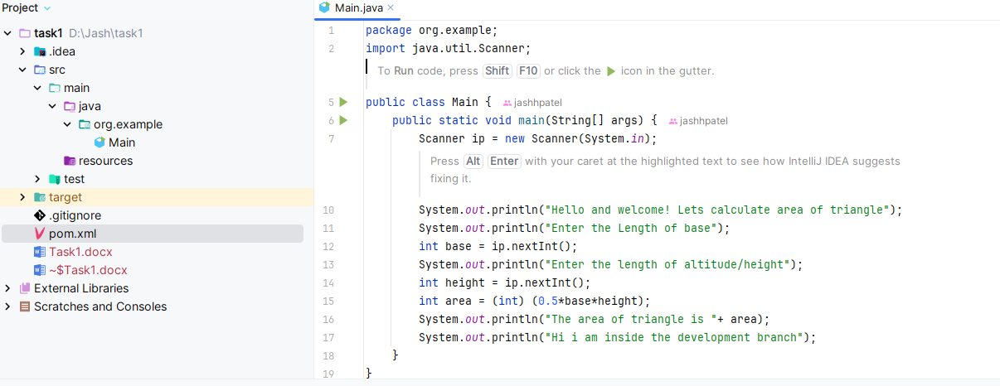 Project
task1 D:\Jash\task1
.idea
src
main
java
org.example
Main
resources
test
target
.gitignore
pom.xml
Task1.docx
~$Task1.docx
External Libraries
Scratches and Consoles
Main.java ×
1 package org.example;
2 import java.util.Scanner;
To Run code, press Shift F10 or click the icon in the gutter.
5 public class Main { jashhpatel
6 public static void main(String[] args) { jashhpatel
7 Scanner ip = new Scanner(System.in);
Press Alt Enter with your caret at the highlighted text to see how IntelliJ IDEA suggests
fixing it.
10 System.out.println("Hello and welcome! Lets calculate area of triangle");
11 System.out.println("Enter the Length of base");
12 int base = ip.nextInt();
13 System.out.println("Enter the length of altitude/height");
14 int height = ip.nextInt();
15 int area = (int) (0.5*base*height);
16 System.out.println("The area of triangle is "+ area);
17 System.out.println("Hi i am inside the development branch");
18 }
19 }